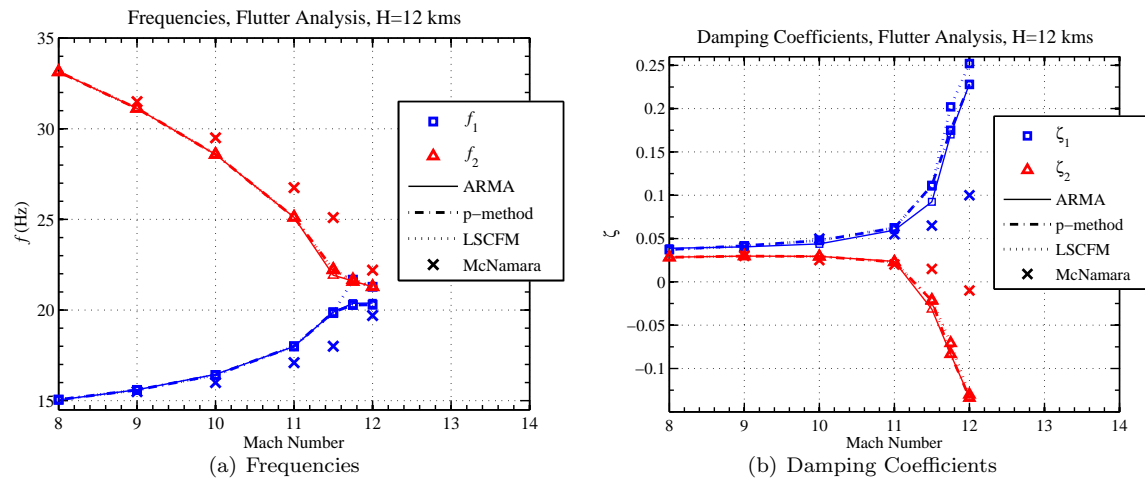 Frequencies, Flutter Analysis, H=12 kms
35
30
25
20
15
f (Hz)
8 9 10 11 12 13 14
Mach Number
f1
f2
ARMA
p−method
LSCFM
McNamara
(a) Frequencies
Damping Coefficients, Flutter Analysis, H=12 kms
0.25
0.2
0.15
0.1
0.05
0
−0.05
−0.1
ζ
8 9 10 11 12 13 14
Mach Number
ζ1
ζ2
ARMA
p−method
LSCFM
McNamara
(b) Damping Coefficients